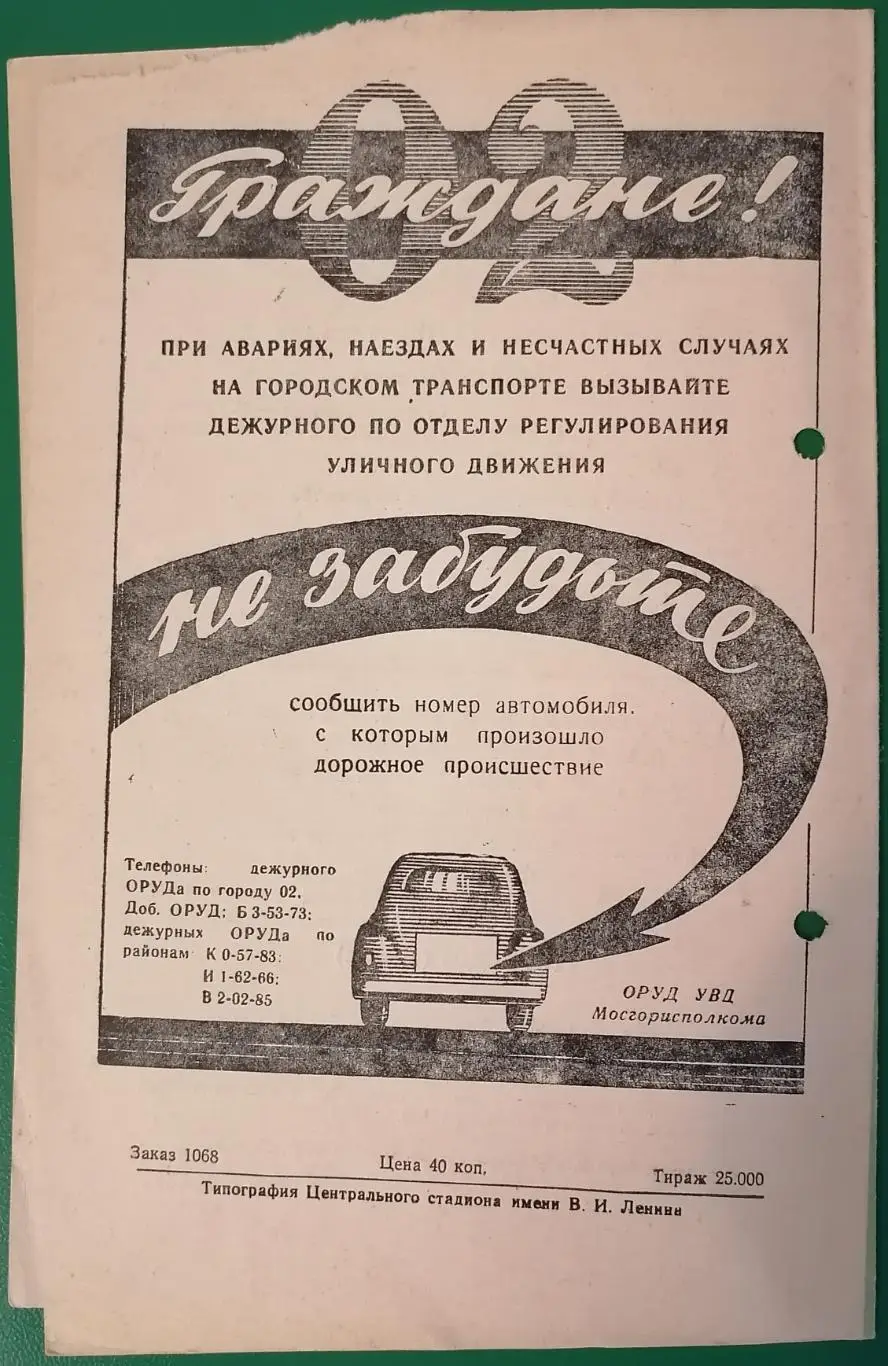 02
Граждане!
ПРИ АВАРИЯХ, НАЕЗДАХ И НЕСЧАСТНЫХ СЛУЧАЯХ
НА ГОРОДСКОМ ТРАНСПОРТЕ ВЫЗЫВАЙТЕ
ДЕЖУРНОГО ПО ОТДЕЛУ РЕГУЛИРОВАНИЯ
УЛИЧНОГО ДВИЖЕНИЯ
не забудьте
сообщить номер автомобиля.
с которым произошло
дорожное происшествие
Телефоны: дежурного
ОРУДа по городу 02.
Доб. ОРУД; Б 3-53-73;
дежурных ОРУДа по
районам К 0-57-83;
И 1-62-66;
В 2-02-85
ОРУД УВД
Мосгорисполкома
Заказ 1068
Цена 40 коп.
Тираж 25.000
Типография Центрального стадиона имени В. И. Ленина